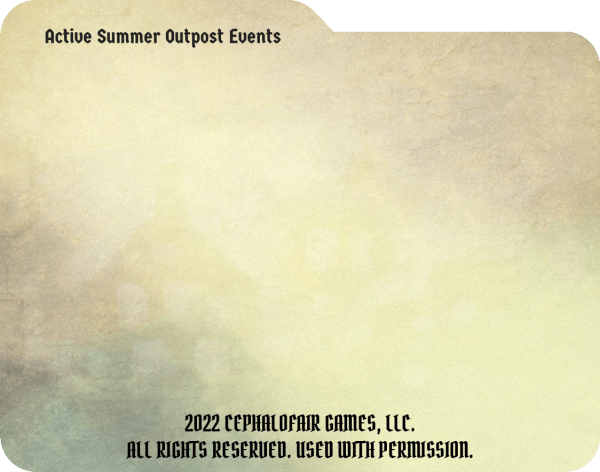 Active Summer Outpost Events
2022 CEPHALOFAIR GAMES, LLC.
ALL RIGHTS RESERVED. USED WITH PERMISSION.